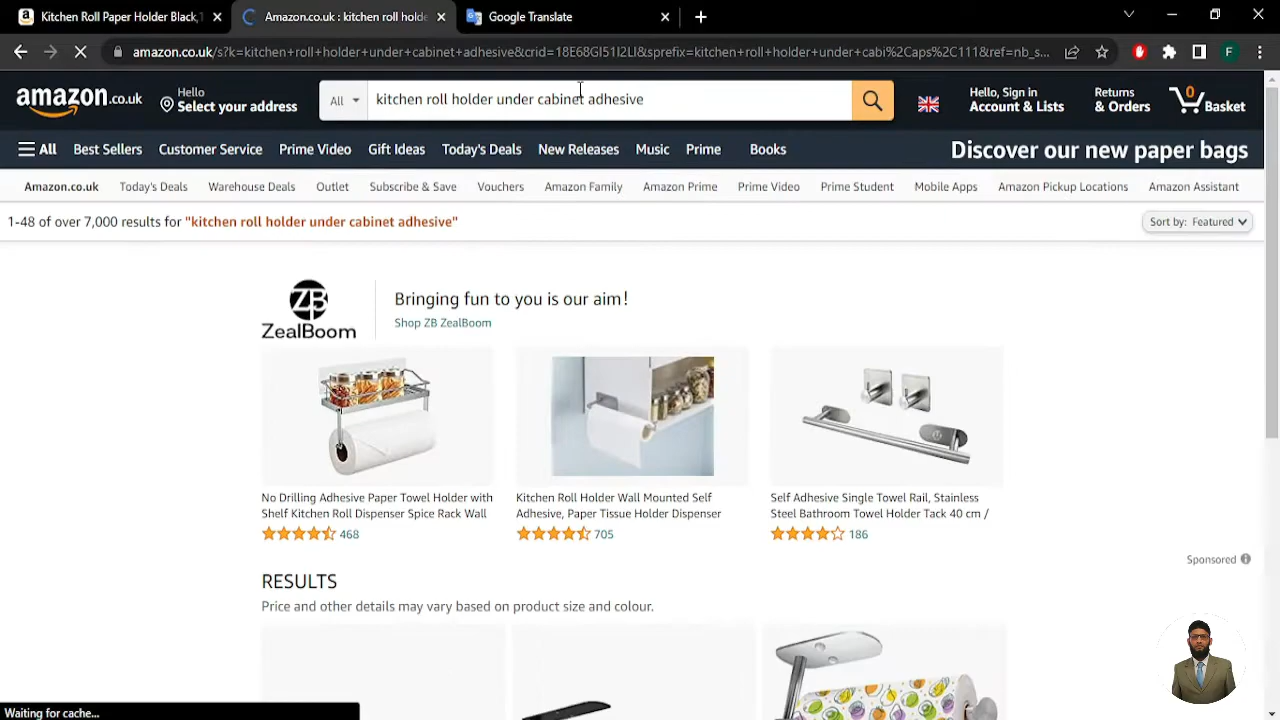 Kitchen Roll Paper Holder Black,
Amazon.co.uk : kitchen roll holde
Google Translate
amazon.co.uk/s?k=kitchen+roll+holder+under+cabinet+adhesive&crid=18E68GI51I2LI&sprefix=kitchen+roll+holder+under+cabi%2Caps%2C111&ref=nb_s...
F
amazon.co.uk
Hello
Select your address
All
kitchen roll holder under cabinet adhesive
Hello, Sign in
Account & Lists
Returns
& Orders
0
Basket
All
Best Sellers
Customer Service
Prime Video
Gift Ideas
Today's Deals
New Releases
Music
Prime
Books
Discover our new paper bags
Amazon.co.uk
Today's Deals
Warehouse Deals
Outlet
Subscribe & Save
Vouchers
Amazon Family
Amazon Prime
Prime Video
Prime Student
Mobile Apps
Amazon Pickup Locations
Amazon Assistant
1-48 of over 7,000 results for "kitchen roll holder under cabinet adhesive"
Sort by: Featured
ZB
ZealBoom
Bringing fun to you is our aim!
Shop ZB ZealBoom
No Drilling Adhesive Paper Towel Holder with
Shelf Kitchen Roll Dispenser Spice Rack Wall
468
Kitchen Roll Holder Wall Mounted Self
Adhesive, Paper Tissue Holder Dispenser
705
Self Adhesive Single Towel Rail, Stainless
Steel Bathroom Towel Holder Tack 40 cm /
186
Sponsored
RESULTS
Price and other details may vary based on product size and colour.
Waiting for cache...